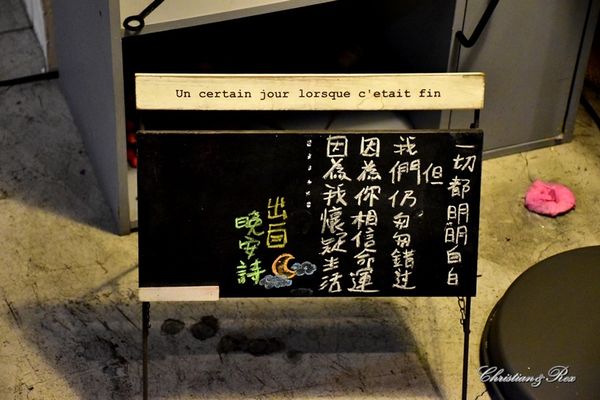 Un certain jour lorsque c'etait fin
一切都明明白白
但
我們仍匆匆錯过
因為你相信命運
因為我懷疑生活
出自
晚安詩
Christian & Rex